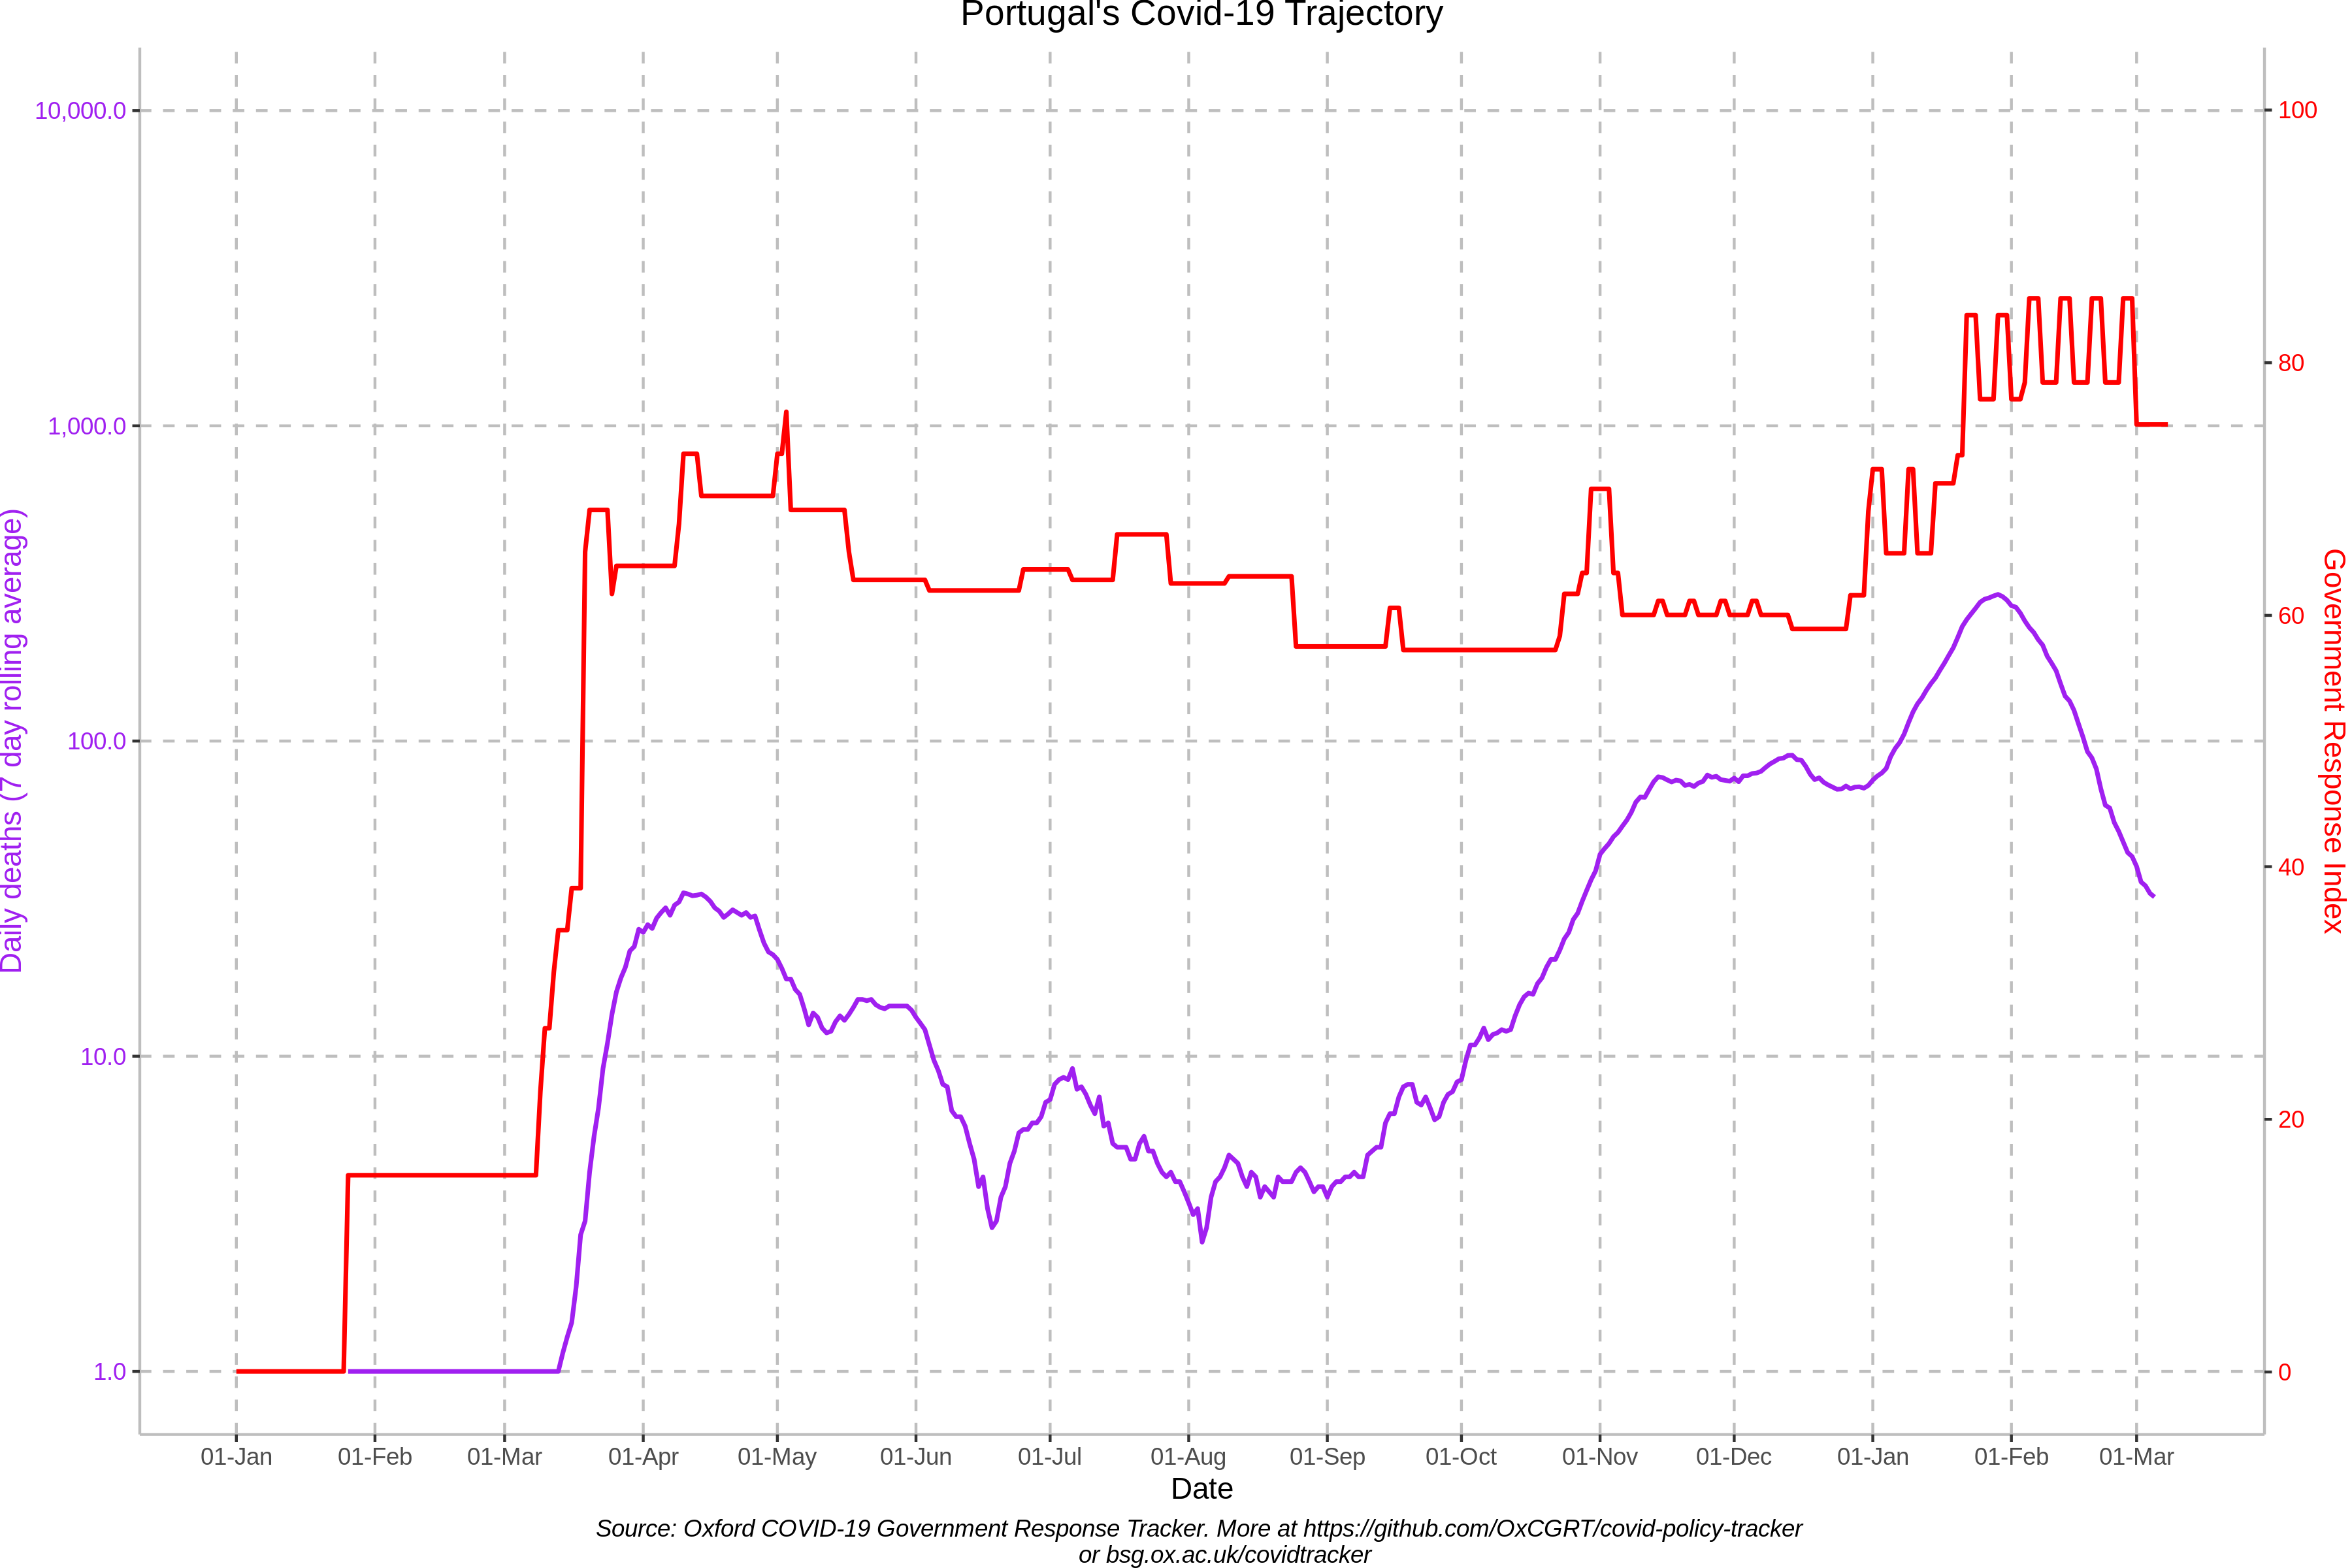 Portugal's Covid-19 Trajectory
10,000.0
1,000.0
100.0
10.0
1.0
Daily deaths (7 day rolling average)
100
80
60
40
20
0
Government Response Index
01-Jan 01-Feb 01-Mar 01-Apr 01-May 01-Jun 01-Jul 01-Aug 01-Sep 01-Oct 01-Nov 01-Dec 01-Jan 01-Feb 01-Mar
Date
Source: Oxford COVID-19 Government Response Tracker. More at https://github.com/OxCGRT/covid-policy-tracker
or bsg.ox.ac.uk/covidtracker